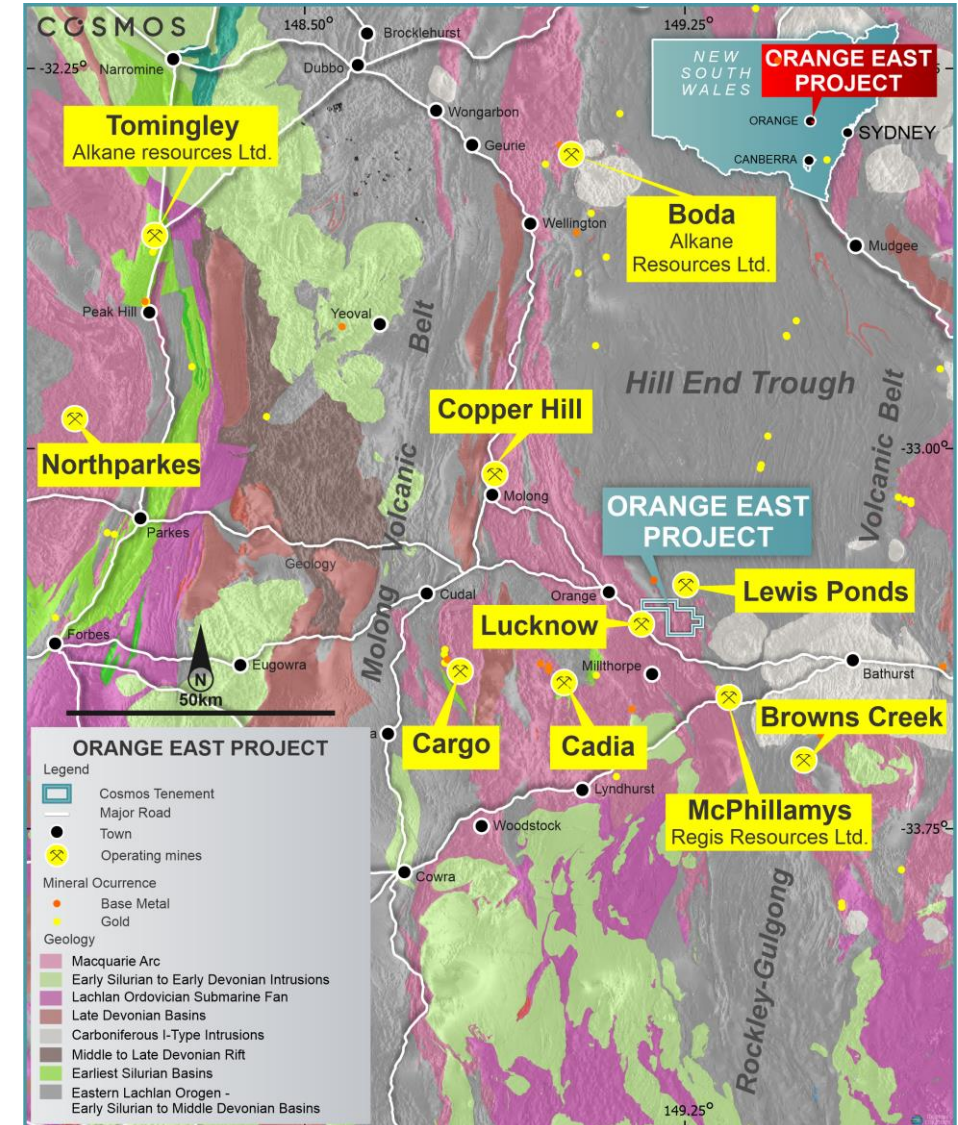 COSMOS
148.50°
149.25°
-32.25°
Brocklehurst
Narromine
Dubbo
Wongarbon
Geurie
Tomingley
Alkane resources Ltd.
NEW
SOUTH
WALES
ORANGE EAST
PROJECT
ORANGE
SYDNEY
CANBERRA
Boda
Alkane
Resources Ltd.
Wellington
Mudgee
Peak Hill
Yeoval
Belt
Hill End Trough
Volcanic Belt
Copper Hill
Northparkes
-33.00°
Molong
ORANGE EAST
PROJECT
Volcanic
Parkes
Geology
Lewis Ponds
Cudal
Orange
Lucknow
Molong
Forbes
Eugowra
Millthorpe
Bathurst
N
50km
Cargo
Cadia
Browns Creek
a
McPhillamys
Regis Resources Ltd.
Lyndhurst
Woodstock
-33.75°
Cowra
Rockley-Gulgong
149.25°
ORANGE EAST PROJECT
Legend
Cosmos Tenement
Major Road
Town
Operating mines
Mineral Ocurrence
Base Metal
Gold
Geology
Macquarie Arc
Early Silurian to Early Devonian Intrusions
Lachlan Ordovician Submarine Fan
Late Devonian Basins
Carboniferous I-Type Intrusions
Middle to Late Devonian Rift
Earliest Silurian Basins
Eastern Lachlan Orogen -
Early Silurian to Middle Devonian Basins